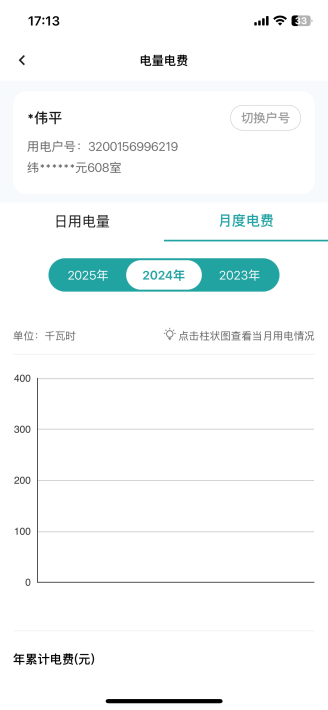 17:13
33
电量电费
*伟平
切换户号
用电户号：3200156996219
纬******元608室
日用电量
月度电费
2025年
2024年
2023年
单位：千瓦时
点击柱状图查看当月用电情况
400
300
200
100
0
年累计电费(元)